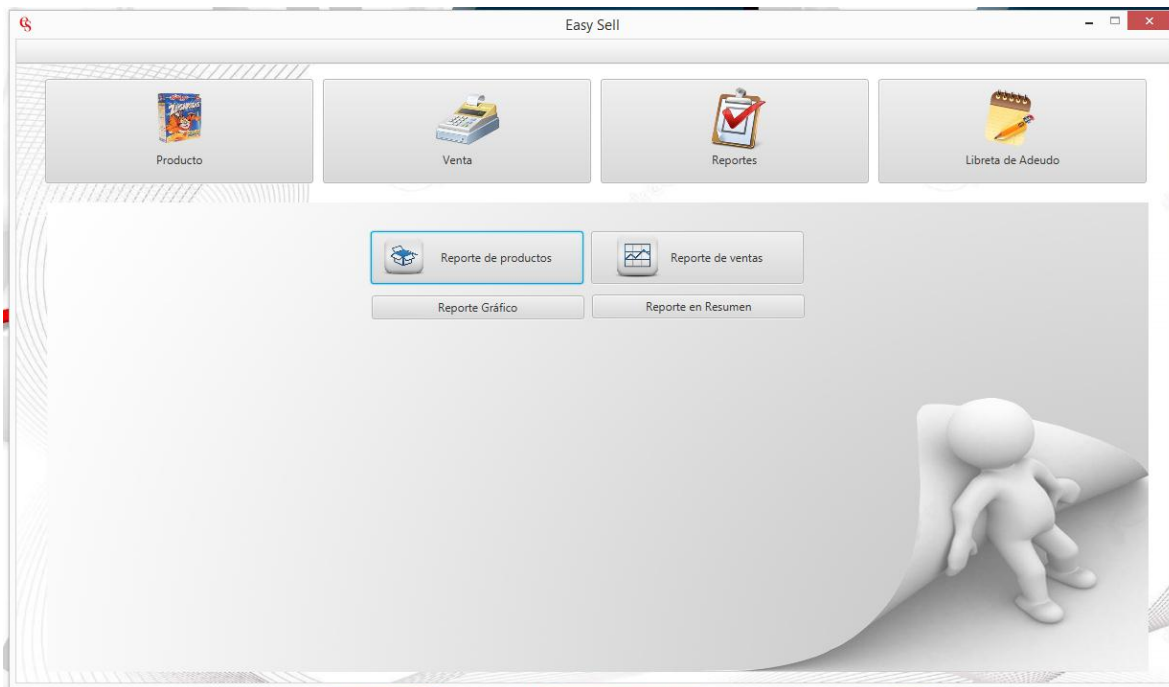 Easy Sell
Producto
Venta
Reportes
Libreta de Adeudo
Reporte de productos
Reporte de ventas
Reporte Gráfico
Reporte en Resumen